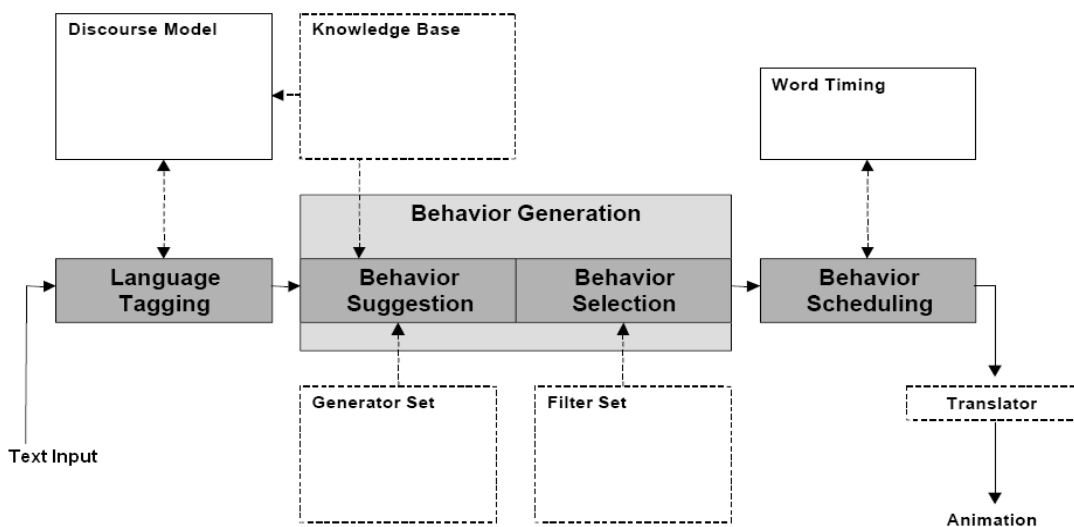 Discourse Model
Knowledge Base
Word Timing
Behavior Generation
Language
Tagging
Behavior
Suggestion
Behavior
Selection
Behavior
Scheduling
Generator Set
Filter Set
Translator
Text Input
Animation